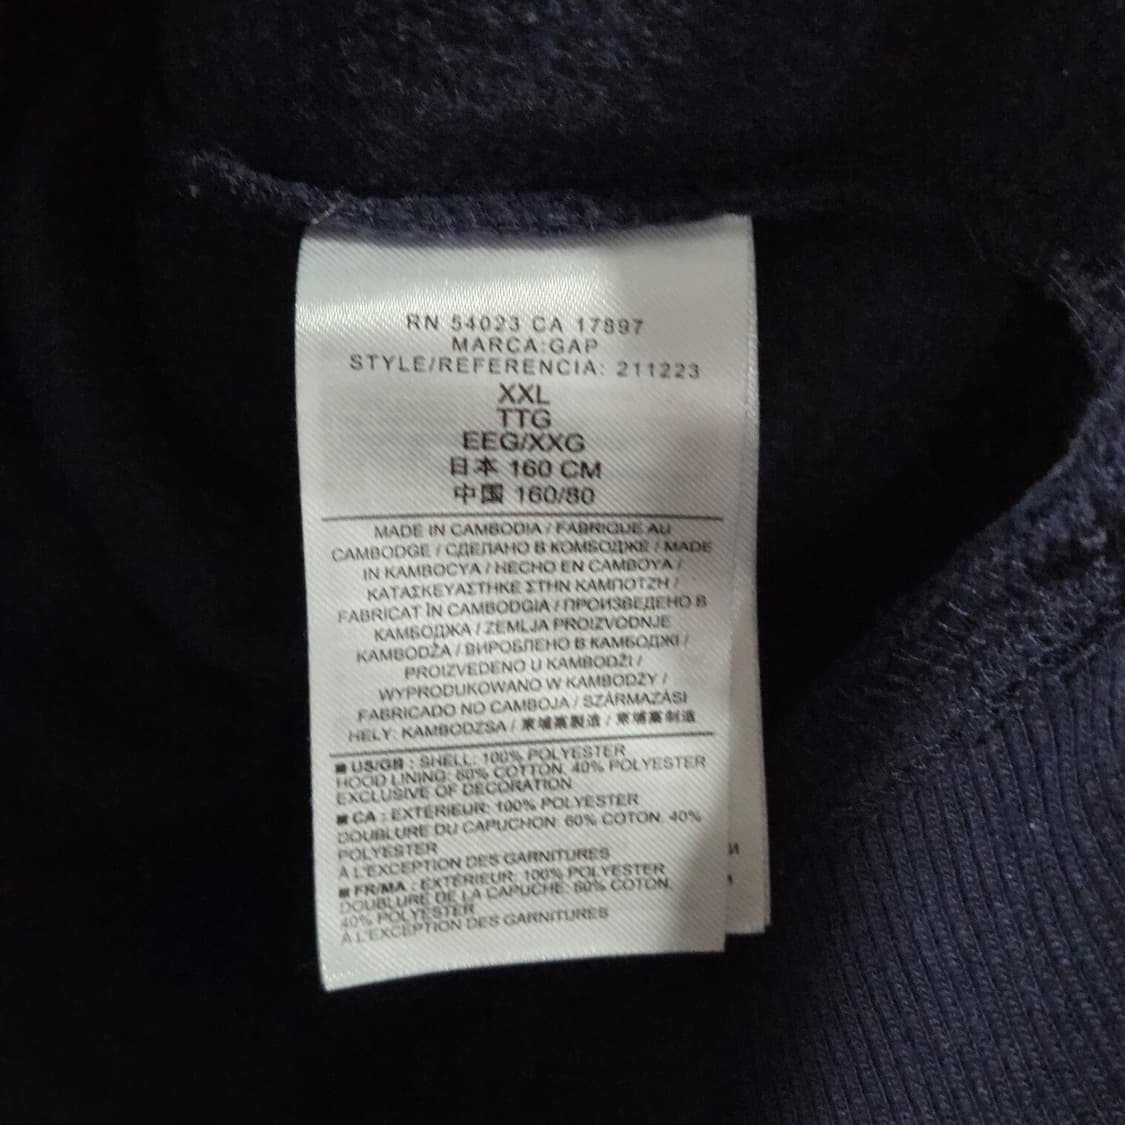 RN 54023 CA 17897
MARCA:GAP
STYLE/REFERENCIA: 211223
XXL
TTG
EEG/XXG
日本 160 CM
中国 160/80
MADE IN CAMBODIA / FABRIQUE AU
CAMBODGE / СДЕЛАНО В КОМБОДЖЕ / MADE
IN KAMBOCYA / HECHO EN CAMBOYA /
ΚΑΤΑΣΚΕΥΑΣΤΗΚΕ ΣΤΗΝ ΚΑΜΠΟΤΖΗ /
FABRICAT ÎN CAMBODGIA / ПРОИЗВЕДЕНО В
КАМБОДЖА / ZEMLJA PROIZVODNJE
KAMBODŽA / ВИРОБЛЕНО В КАМБОДЖІ /
PROIZVEDENO U KAMBODŽI /
WYPRODUKOWANO W KAMBODŻY /
FABRICADO NO CAMBOJA / SZÁRMAZÁSI
HELY: KAMBODZSA / 柬埔寨製造 / 柬埔寨制造
■ US/GB : SHELL: 100% POLYESTER
HOOD LINING: 60% COTTON, 40% POLYESTER
EXCLUSIVE OF DECORATION
■ CA : EXTÉRIEUR: 100% POLYESTER
DOUBLURE DU CAPUCHON: 60% COTON, 40%
POLYESTER
À L'EXCEPTION DES GARNITURES
■ FR/MA : EXTÉRIEUR: 100% POLYESTER
DOUBLURE DE LA CAPUCHE: 60% COTON,
40% POLYESTER
À L'EXCEPTION DES GARNITURES